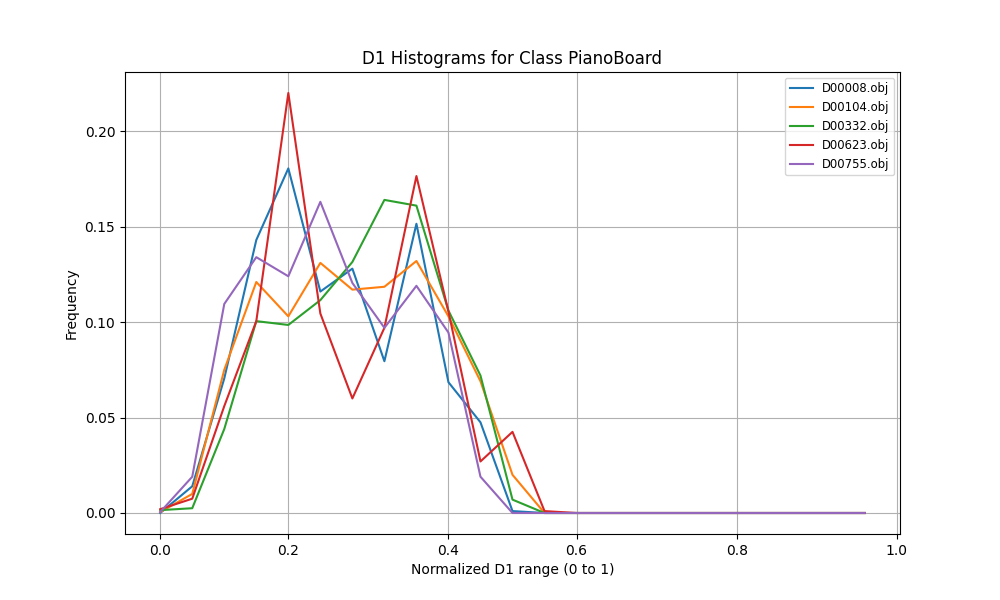 D1 Histograms for Class PianoBoard
D00008.obj
D00104.obj
D00332.obj
D00623.obj
D00755.obj
Frequency
0.20
0.15
0.10
0.05
0.00
0.0 0.2 0.4 0.6 0.8 1.0
Normalized D1 range (0 to 1)